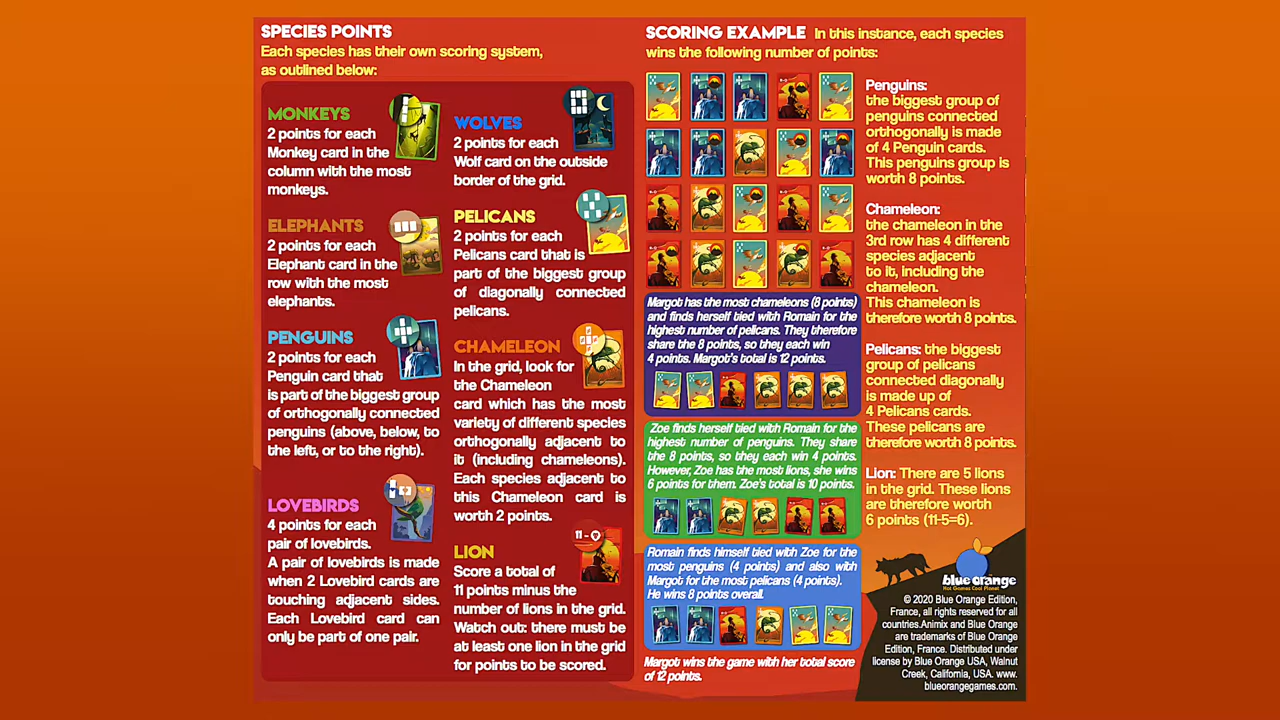 SPECIES POINTS
Each species has their own scoring system,
as outlined below:
MONKEYS
2 points for each
Monkey card in the
column with the most
monkeys.
ELEPHANTS
2 points for each
Elephant card in the
row with the most
elephants.
PENGUINS
2 points for each
Penguin card that
is part of the biggest group
of orthogonally connected
penguins (above, below, to
the left, or to the right).
LOVEBIRDS
4 points for each
pair of lovebirds.
A pair of lovebirds is made
when 2 Lovebird cards are
touching adjacent sides.
Each Lovebird card can
only be part of one pair.
WOLVES
2 points for each
Wolf card on the outside
border of the grid.
PELICANS
2 points for each
Pelicans card that is
part of the biggest group
of diagonally connected
pelicans.
CHAMELEON
In the grid, look for
the Chameleon
card which has the most
variety of different species
orthogonally adjacent to
it (including chameleons).
Each species adjacent to
this Chameleon card is
worth 2 points.
LION
11 -
Score a total of
11 points minus the
number of lions in the grid.
Watch out: there must be
at least one lion in the grid
for points to be scored.
SCORING EXAMPLE In this instance, each species
wins the following number of points:
Margot has the most chameleons (8 points)
and finds herself tied with Romain for the
highest number of pelicans. They therefore
share the 8 points, so they each win
4 points. Margot's total is 12 points.
Zoe finds herself tied with Romain for the
highest number of penguins. They share
the 8 points, so they each win 4 points.
However, Zoe has the most lions, she wins
6 points for them. Zoe's total is 10 points.
Romain finds himself tied with Zoe for the
most penguins (4 points) and also with
Margot for the most pelicans (4 points).
He wins 8 points overall.
Margot wins the game with her total score
of 12 points.
Penguins:
the biggest group of
penguins connected
orthogonally is made
of 4 Penguin cards.
This penguins group is
worth 8 points.
Chameleon:
the chameleon in the
3rd row has 4 different
species adjacent
to it, including the
chameleon.
This chameleon is
therefore worth 8 points.
Pelicans: the biggest
group of pelicans
connected diagonally
is made up of
4 Pelicans cards.
These pelicans are
therefore worth 8 points.
Lion: There are 5 lions
in the grid. These lions
are therefore worth
6 points (11-5=6).
blue orange
Hot Games Cool Planet
© 2020 Blue Orange Edition,
France, all rights reserved for all
countries.Animix and Blue Orange
are trademarks of Blue Orange
Edition, France. Distributed under
license by Blue Orange USA, Walnut
Creek, California, USA. www.
blueorangegames.com.